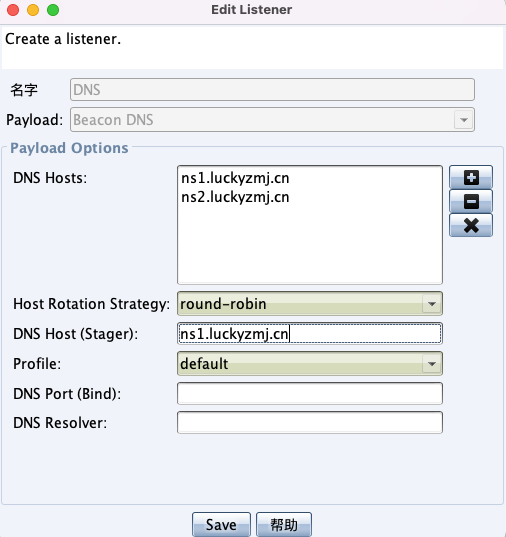 Edit Listener
Create a listener.
名字 DNS
Payload: Beacon DNS
Payload Options
DNS Hosts: ns1.luckyzmj.cn
ns2.luckyzmj.cn
Host Rotation Strategy: round-robin
DNS Host (Stager): ns1.luckyzmj.cn
Profile: default
DNS Port (Bind):
DNS Resolver:
Save 帮助